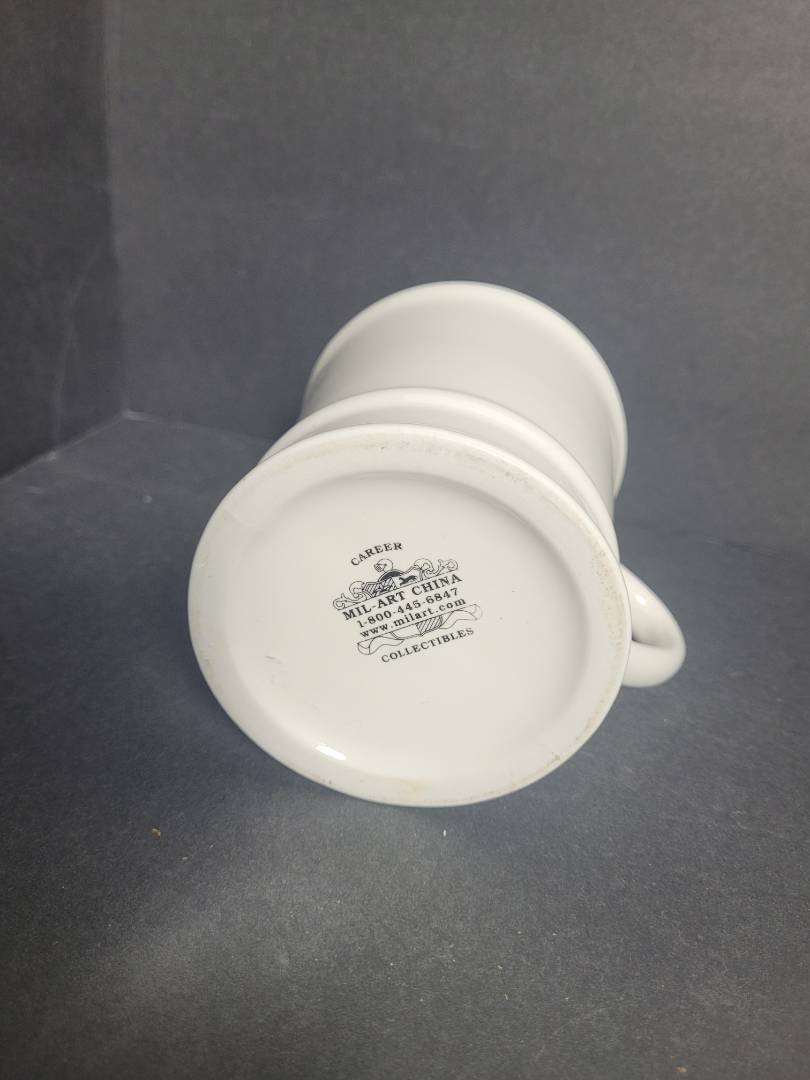 CAREER
MIL-ART CHINA
1-800-445-6847
www.milart.com
COLLECTIBLES